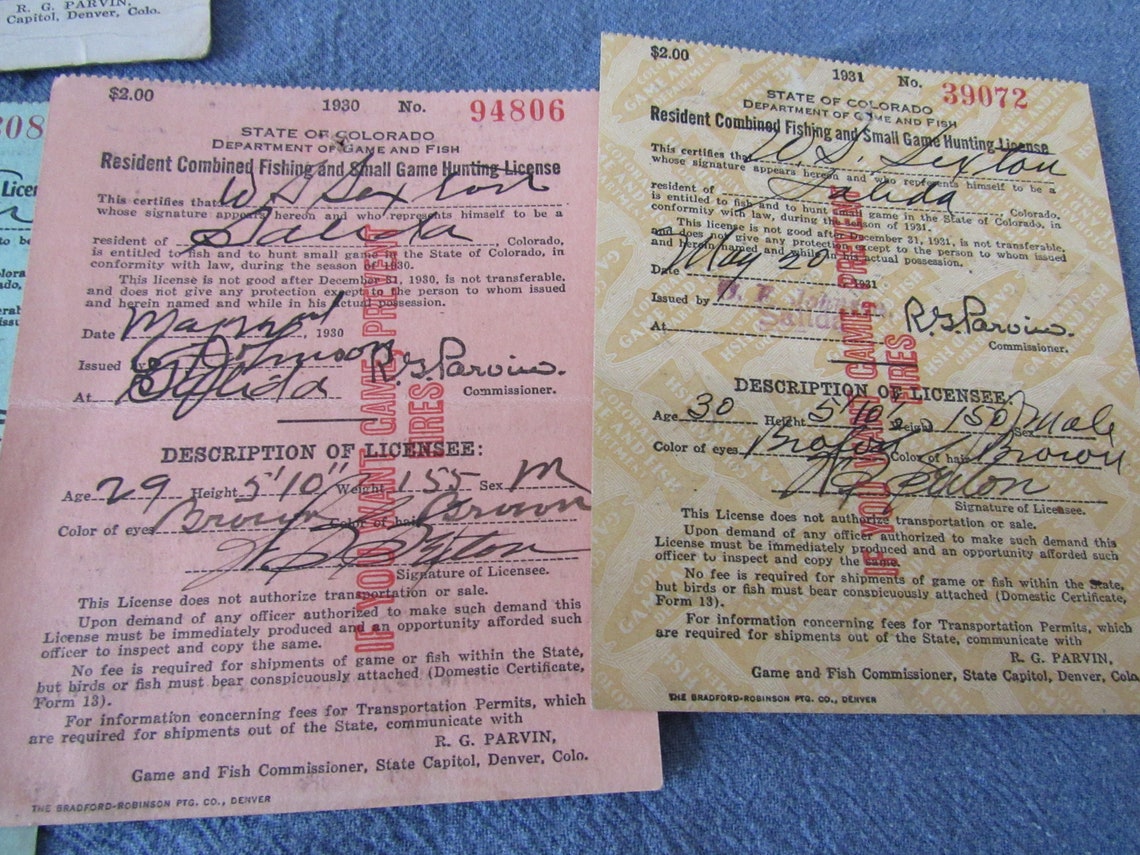 R. G. PARVIN,
Capitol, Denver, Colo.
808
$2.00
1930 No. 94806
STATE OF COLORADO
DEPARTMENT OF GAME AND FISH
Resident Combined Fishing and Small Game Hunting License
This certifies that W S Sexton
whose signature appears hereon and who represents himself to be a
resident of Salida, Colorado,
is entitled to fish and to hunt small game in the State of Colorado, in
conformity with law, during the season of 1930.
This license is not good after December 31, 1930, is not transferable,
and does not give any protection except to the person to whom issued
and herein named and while in his actual possession.
Date May, 1930
Issued by Johnson
At Salida
R. G. Parvin.
Commissioner.
DESCRIPTION OF LICENSEE:
Age 29 Height 5'10" Weight 155 Sex M
Color of eyes Brown Color of hair Brown
W S Sexton
Signature of Licensee.
This License does not authorize transportation or sale.
Upon demand of any officer authorized to make such demand this
License must be immediately produced and an opportunity afforded such
officer to inspect and copy the same.
No fee is required for shipments of game or fish within the State,
but birds or fish must bear conspicuously attached (Domestic Certificate,
Form 13).
For information concerning fees for Transportation Permits, which
are required for shipments out of the State, communicate with
R. G. PARVIN,
Game and Fish Commissioner, State Capitol, Denver, Colo.
THE BRADFORD-ROBINSON PTG. CO., DENVER
IF YOU WANT GAME, PREVENT
FIRES
$2.00
1931 No. 39072
STATE OF COLORADO
DEPARTMENT OF GAME AND FISH
Resident Combined Fishing and Small Game Hunting License
This certifies that W. S. Sexton
whose signature appears hereon and who represents himself to be a
resident of Salida, Colorado,
is entitled to fish and to hunt small game in the State of Colorado, in
conformity with law, during the season of 1931.
This license is not good after December 31, 1931, is not transferable,
and does not give any protection except to the person to whom issued
and herein named and while in his actual possession.
Date May 20 1931
Issued by Johnson
At Salida
R. G. Parvin.
Commissioner.
DESCRIPTION OF LICENSEE:
Age 30 Height 5'10" Weight 150 Sex Male
Color of eyes Brown Color of hair Brown
W S Sexton
Signature of Licensee.
This License does not authorize transportation or sale.
Upon demand of any officer authorized to make such demand this
License must be immediately produced and an opportunity afforded such
officer to inspect and copy the same.
No fee is required for shipments of game or fish within the State,
but birds or fish must bear conspicuously attached (Domestic Certificate,
Form 13).
For information concerning fees for Transportation Permits, which
are required for shipments out of the State, communicate with
R. G. PARVIN,
Game and Fish Commissioner, State Capitol, Denver, Colo.
THE BRADFORD-ROBINSON PTG. CO., DENVER
IF YOU WANT GAME, PREVENT
FIRES